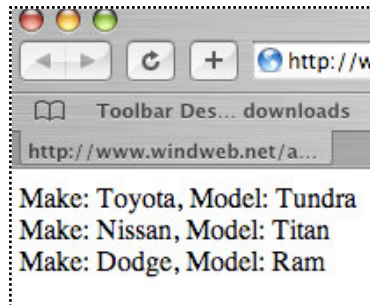 http://w
Toolbar Des... downloads
http://www.windweb.net/a...
Make: Toyota, Model: Tundra
Make: Nissan, Model: Titan
Make: Dodge, Model: Ram